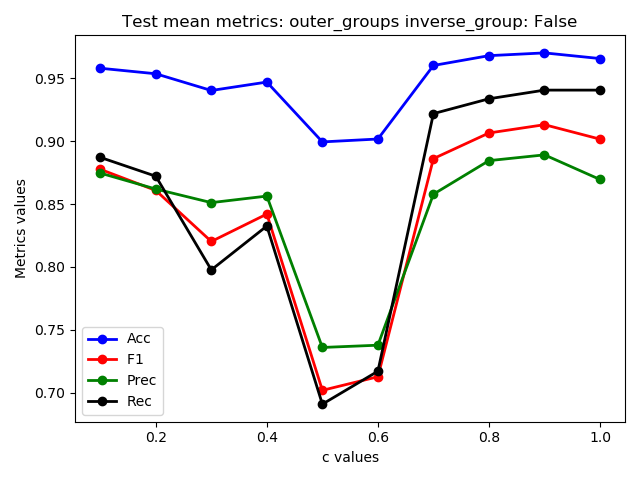 Test mean metrics: outer_groups inverse_group: False
Metrics values
0.95
0.90
0.85
0.80
0.75
0.70
Acc
F1
Prec
Rec
0.2 0.4 0.6 0.8 1.0
c values